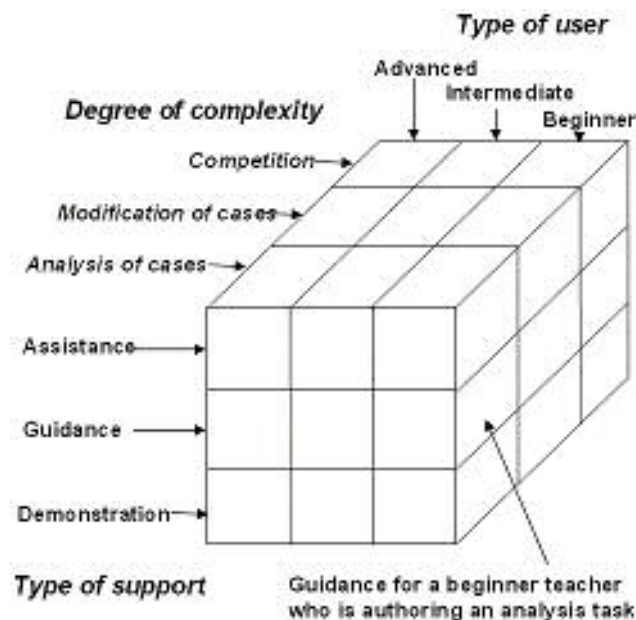 Type of user
Advanced
Intermediate
Degree of complexity
Beginner
Competition
Modification of cases
Analysis of cases
Assistance
Guidance
Demonstration
Type of support
Guidance for a beginner teacher
who is authoring an analysis task